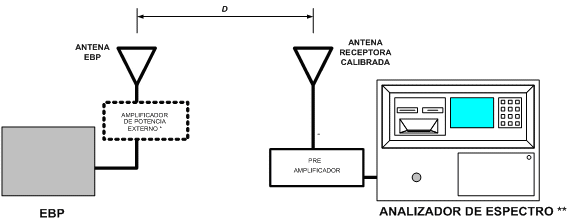 D
ANTENA
EBP
ANTENA
RECEPTORA
CALIBRADA
AMPLIFICADOR
DE POTENCIA
EXTERNO *
PRE
AMPLIFICADOR
EBP
ANALIZADOR DE ESPECTRO **